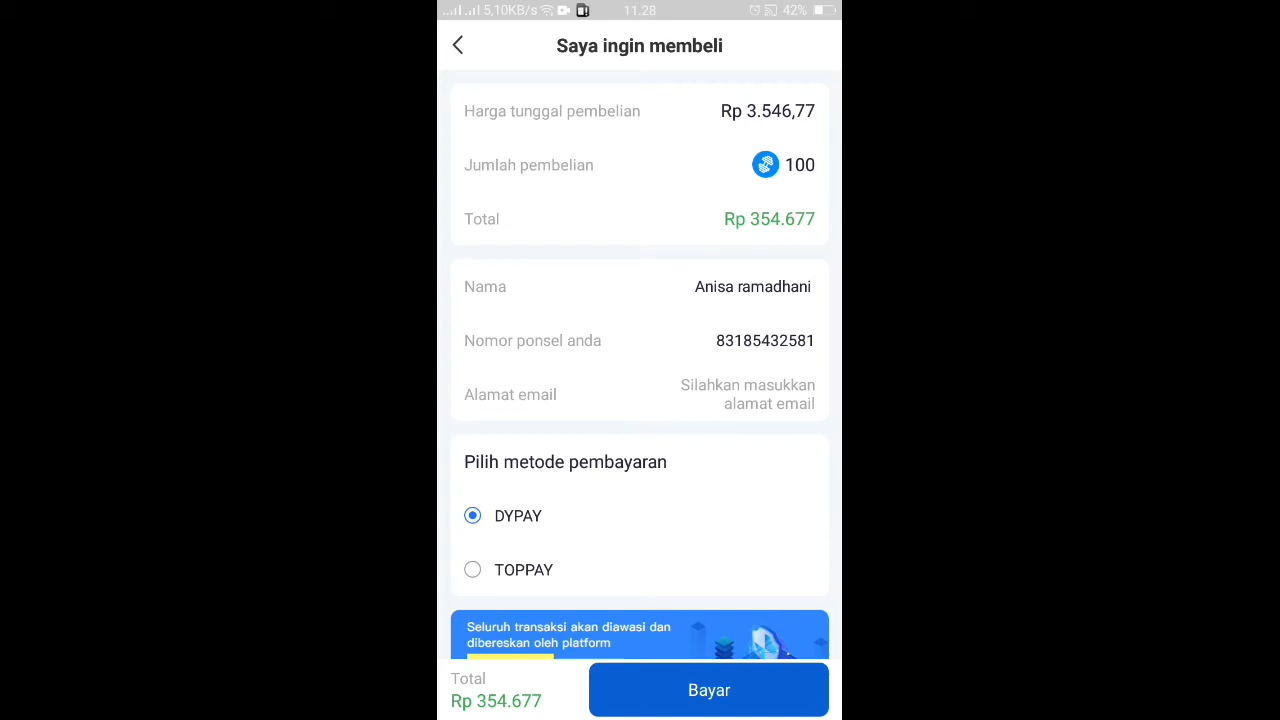 5,10KB/s 11.28 42%
Saya ingin membeli
Harga tunggal pembelian Rp 3.546,77
Jumlah pembelian 100
Total Rp 354.677
Nama Anisa ramadhani
Nomor ponsel anda 83185432581
Alamat email Silahkan masukkan
alamat email
Pilih metode pembayaran
DYPAY
TOPPAY
Seluruh transaksi akan diawasi dan
dibereskan oleh platform
Total
Rp 354.677
Bayar